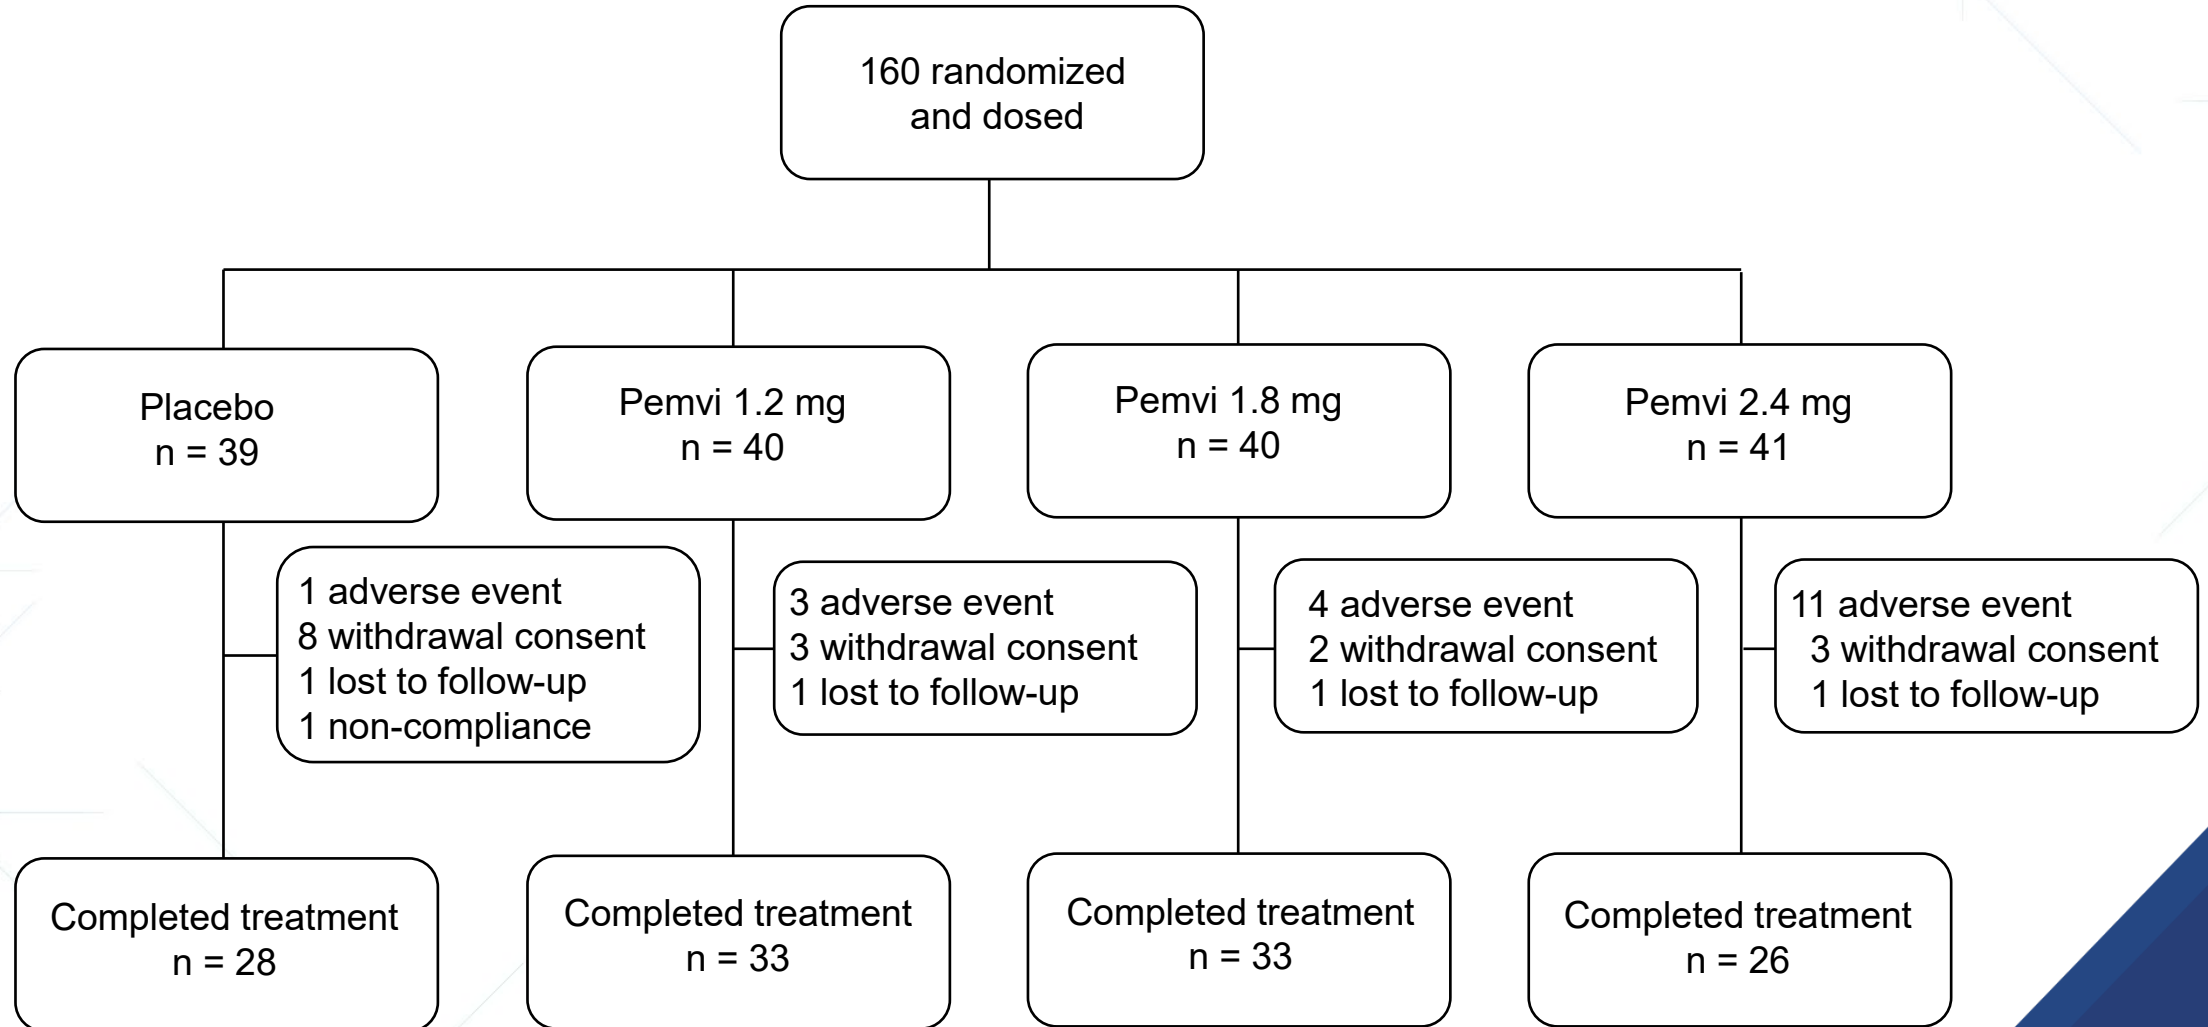 160 randomized
and dosed
Placebo
n = 39
Pemvi 1.2 mg
n = 40
Pemvi 1.8 mg
n = 40
Pemvi 2.4 mg
n = 41
1 adverse event
8 withdrawal consent
1 lost to follow-up
1 non-compliance
3 adverse event
3 withdrawal consent
1 lost to follow-up
4 adverse event
2 withdrawal consent
1 lost to follow-up
11 adverse event
3 withdrawal consent
1 lost to follow-up
Completed treatment
n = 28
Completed treatment
n = 33
Completed treatment
n = 33
Completed treatment
n = 26